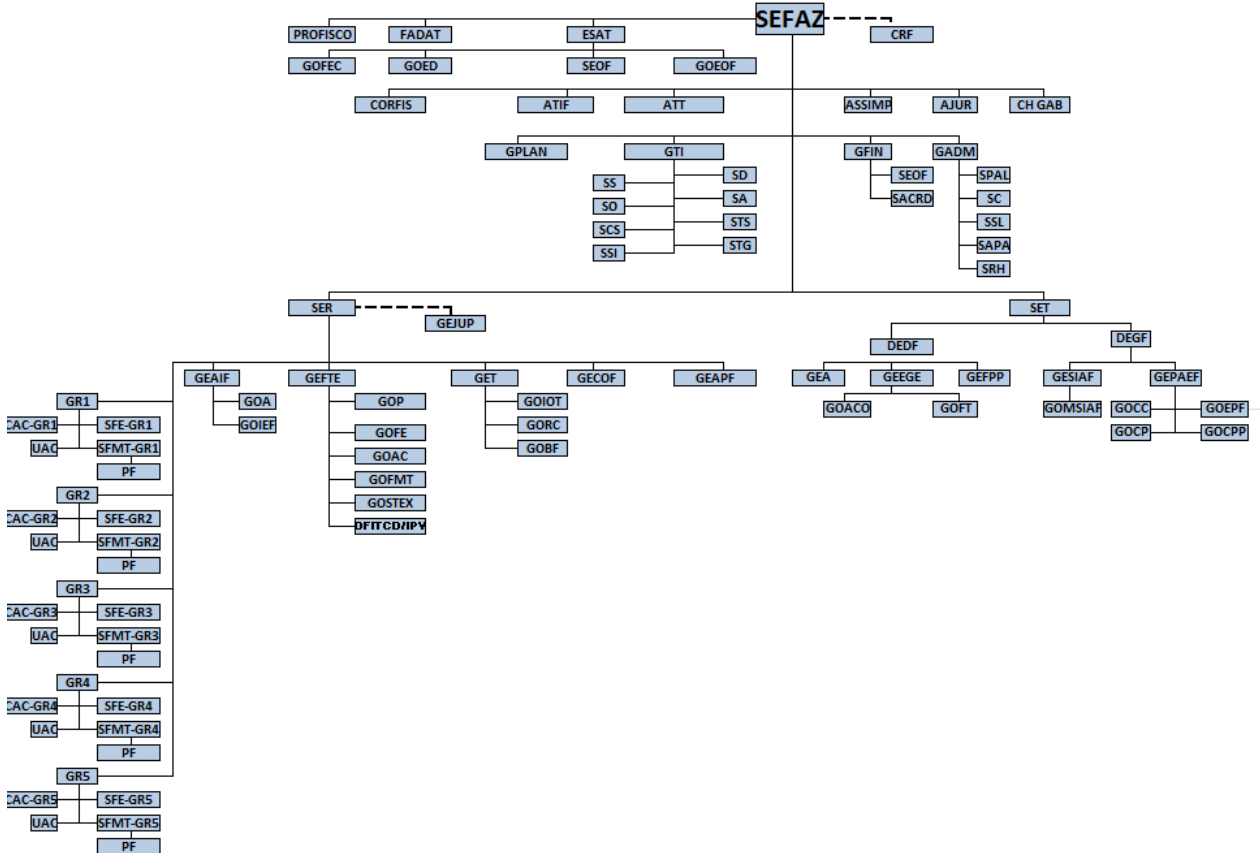 SEFAZ
PROFISCO FADAT ESAT CRF
GOFEC GOED SEOF GOEOF
CORFIS ATIF ATT ASSIMP AJUR CH GAB
GPLAN GTI GFIN GADM
SD SEOF SPAL
SS
SA SACRD SC
SO
STS SSL
SCS
STG SAPA
SSI
SRH
SER SET
GEJUP
DEGF
DEDF
GEAIF GEFTE GET GECOF GEAPF GEA GEEGE GEFPP GESIAF GEPAEF
GR1 GOA GOP GOIOT
GOACO GOFT GOMSIAF GOCC GOEPF
CAC-GR1 SFE-GR1 GOIEF GOFE GORC GOCP GOCPP
UAC SFMT-GR1 GOAC GOBF
PF
GOFMT
GR2 GOSTEX
CAC-GR2 SFE-GR2 DFITCD/IPV
UAC SFMT-GR2
PF
GR3
CAC-GR3 SFE-GR3
UAC SFMT-GR3
PF
GR4
CAC-GR4 SFE-GR4
UAC SFMT-GR4
PF
GR5
CAC-GR5 SFE-GR5
UAC SFMT-GR5
PF